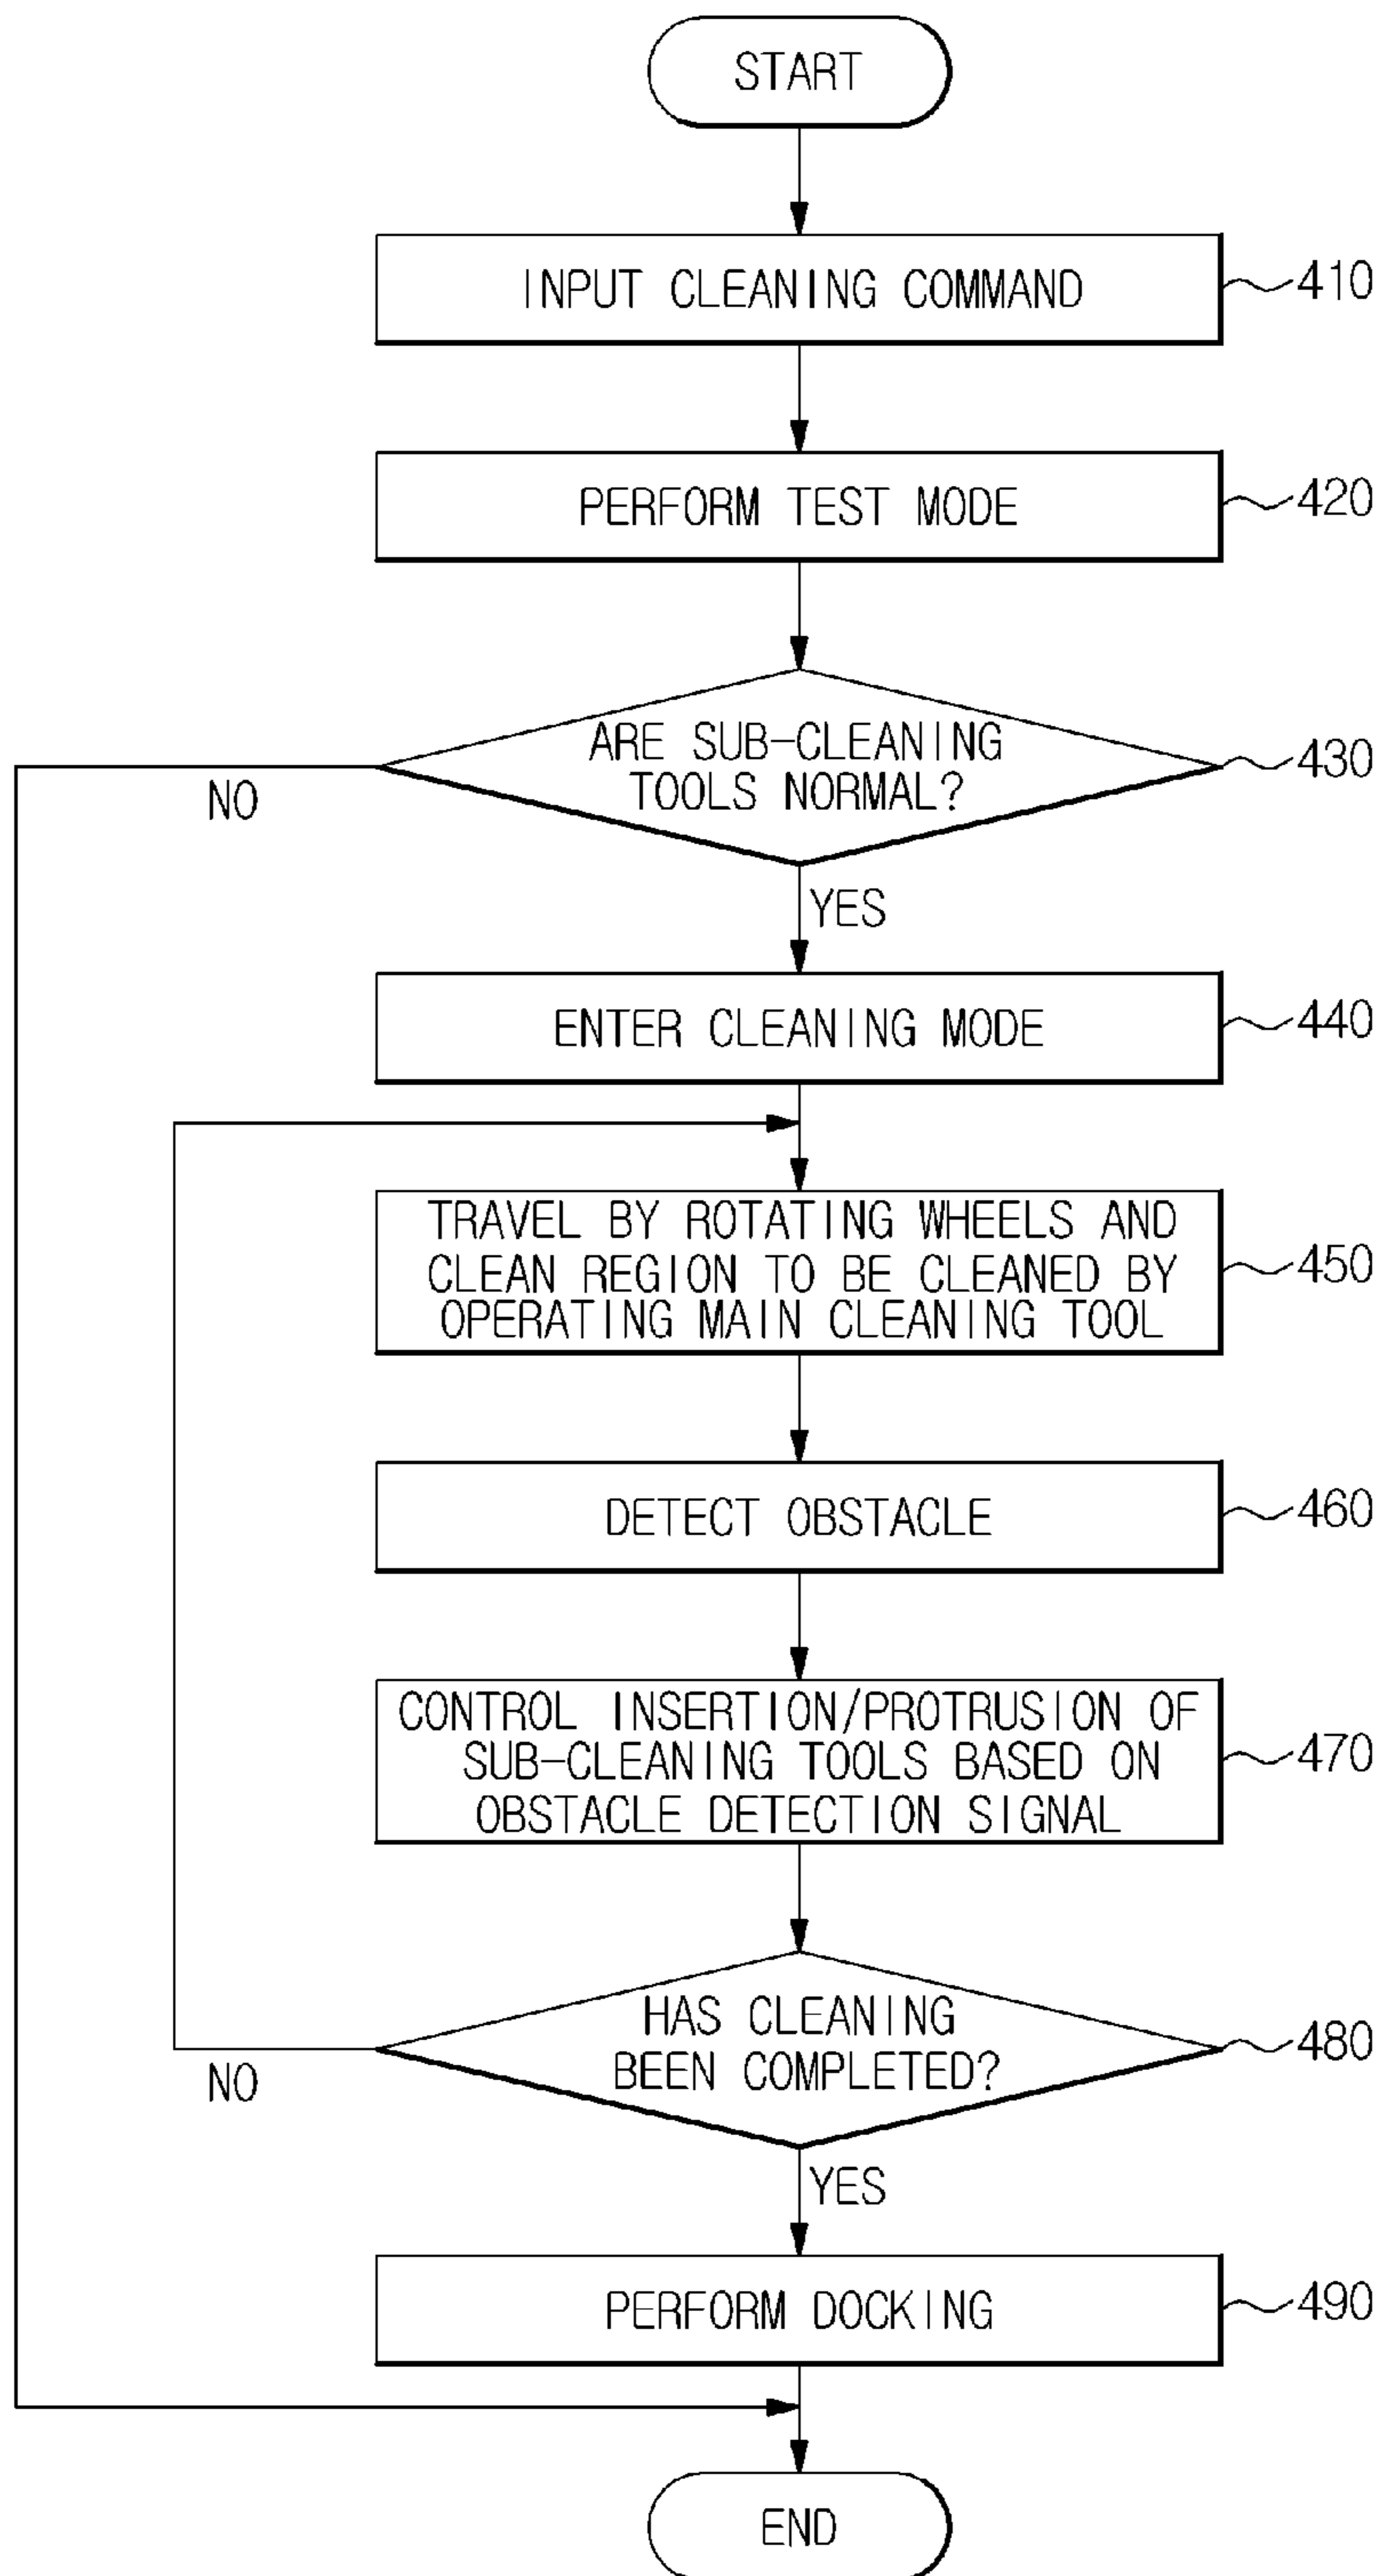 START
INPUT CLEANING COMMAND
410
PERFORM TEST MODE
420
ARE SUB-CLEANING
TOOLS NORMAL?
430
NO
YES
ENTER CLEANING MODE
440
TRAVEL BY ROTATING WHEELS AND
CLEAN REGION TO BE CLEANED BY
OPERATING MAIN CLEANING TOOL
450
DETECT OBSTACLE
460
CONTROL INSERTION/PROTRUSION OF
SUB-CLEANING TOOLS BASED ON
OBSTACLE DETECTION SIGNAL
470
HAS CLEANING
BEEN COMPLETED?
480
NO
YES
PERFORM DOCKING
490
END